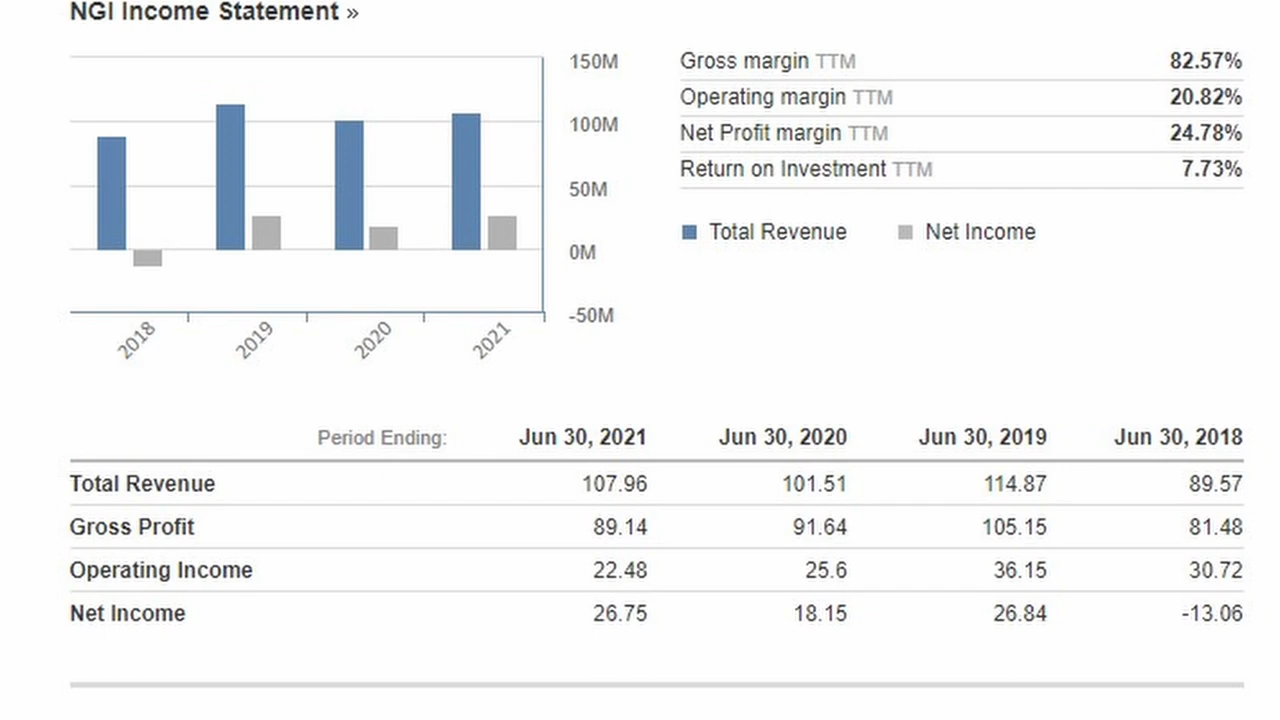 NGI Income Statement »
150M
100M
50M
0M
-50M
2018 2019 2020 2021
Gross margin TTM 82.57%
Operating margin TTM 20.82%
Net Profit margin TTM 24.78%
Return on Investment TTM 7.73%
Total Revenue Net Income
Period Ending: Jun 30, 2021 Jun 30, 2020 Jun 30, 2019 Jun 30, 2018
Total Revenue 107.96 101.51 114.87 89.57
Gross Profit 89.14 91.64 105.15 81.48
Operating Income 22.48 25.6 36.15 30.72
Net Income 26.75 18.15 26.84 -13.06